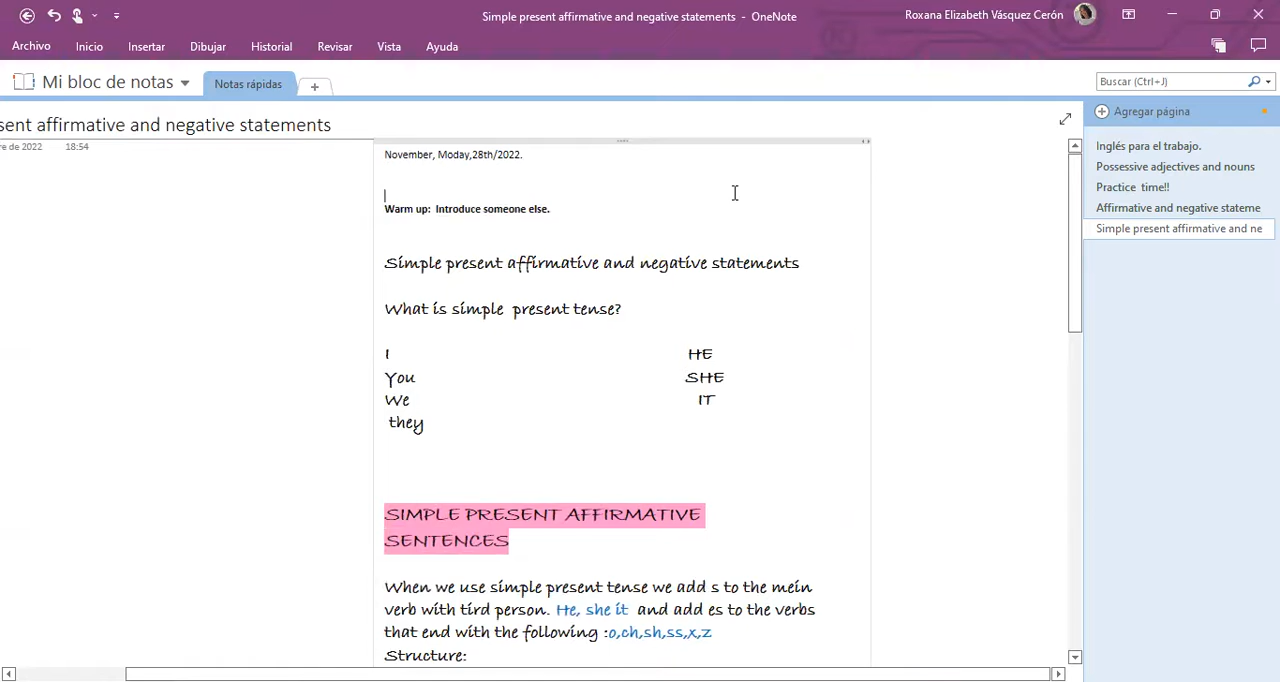 Simple present affirmative and negative statements - OneNote
Roxana Elizabeth Vásquez Cerón
Archivo Inicio Insertar Dibujar Historial Revisar Vista Ayuda
Mi bloc de notas Notas rápidas + Buscar (Ctrl+J)
Agregar página
sent affirmative and negative statements
re de 2022 18:54
November, Moday,28th/2022.
Warm up: Introduce someone else.
Simple present affirmative and negative statements
What is simple present tense?
I HE
You SHE
We IT
they
SIMPLE PRESENT AFFIRMATIVE
SENTENCES
When we use simple present tense we add s to the mein
verb with tird person. He, she it and add es to the verbs
that end with the following :o,ch,sh,ss,x,z
Structure:
Inglés para el trabajo.
Possessive adjectives and nouns
Practice time!!
Affirmative and negative stateme
Simple present affirmative and ne